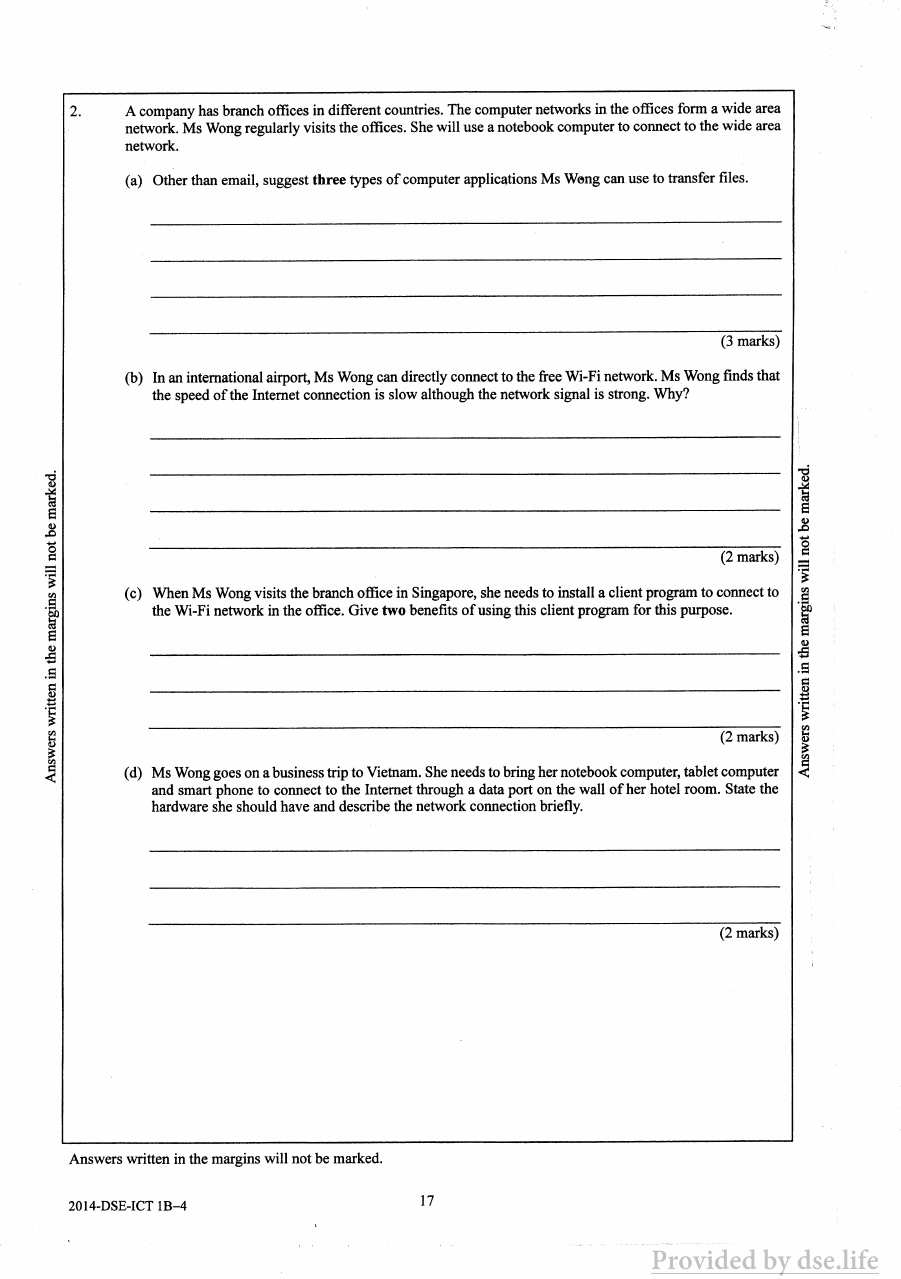 2. A company has branch offices in different countries. The computer networks in the offices form a wide area
network. Ms Wong regularly visits the offices. She will use a notebook computer to connect to the wide area
network.
(a) Other than email, suggest three types of computer applications Ms Wong can use to transfer files.
(3 marks)
(b) In an international airport, Ms Wong can directly connect to the free Wi-Fi network. Ms Wong finds that
the speed of the Internet connection is slow although the network signal is strong. Why?
(2 marks)
(c) When Ms Wong visits the branch office in Singapore, she needs to install a client program to connect to
the Wi-Fi network in the office. Give two benefits of using this client program for this purpose.
(2 marks)
(d) Ms Wong goes on a business trip to Vietnam. She needs to bring her notebook computer, tablet computer
and smart phone to connect to the Internet through a data port on the wall of her hotel room. State the
hardware she should have and describe the network connection briefly.
(2 marks)
Answers written in the margins will not be marked.
Answers written in the margins will not be marked.
Answers written in the margins will not be marked.
2014-DSE-ICT 1B–4
17
Provided by dse.life